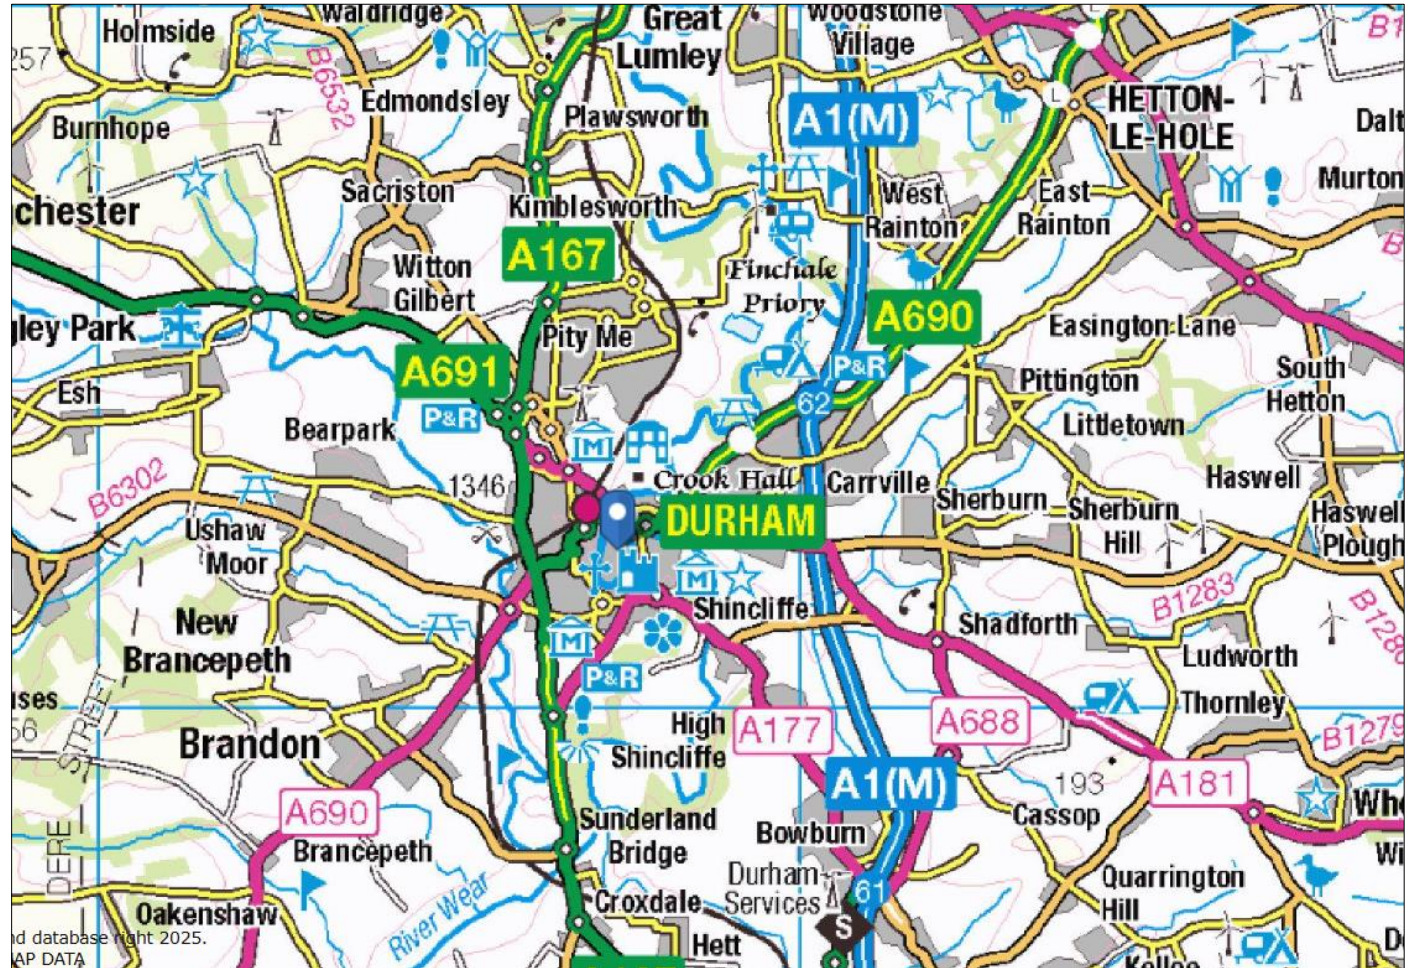 Holmside
Waldridge
Great
Lumley
Woodstone
Village
257
B6532
Edmondsley
Plawsworth
A1(M)
HETTON-
LE-HOLE
Burnhope
Sacriston
Kimblesworth
West
Rainton
East
Rainton
Murton
chester
A167
Witton
Gilbert
Finchale
Priory
A690
gley Park
Pity Me
Easington Lane
A691
P&R
P&R
62
Pittington
South
Hetton
Esh
Bearpark
Littletown
B6302
1346
Crook Hall
Carrville
Haswell
Sherburn
Sherburn
Hill
Haswell
Plough
Ushaw
Moor
DURHAM
Shincliffe
B1283
New
Brancepeth
Shadforth
Ludworth
P&R
Thornley
STREET
Brandon
High
Shincliffe
A177
A688
B1279
A1(M)
193
A181
A690
Sunderland
Bridge
Bowburn
Cassop
DERE
Brancepeth
Durham
Services
61
Quarrington
Hill
River Wear
Croxdale
S
Oakenshaw
Hett
nd database right 2025.
AP DATA